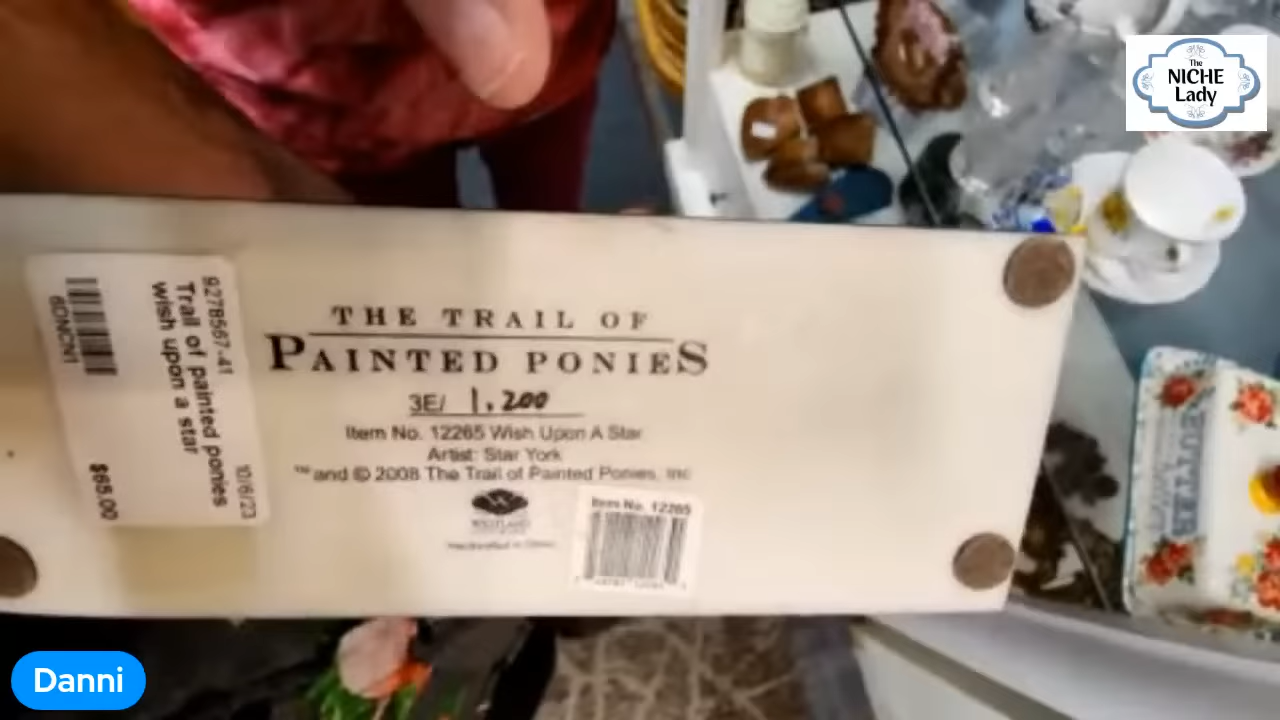 The
NICHE
Lady
THE TRAIL OF
PAINTED PONIES
3E/ 1,200
Item No. 12265 Wish Upon A Star
Artist: Star York
™ and © 2008 The Trail of Painted Ponies, Inc
Item No. 12265
9278567-41
10/6/23
Trail of painted ponies
wish upon a star
$65.00
6DNCN1
BUTTER
Danni